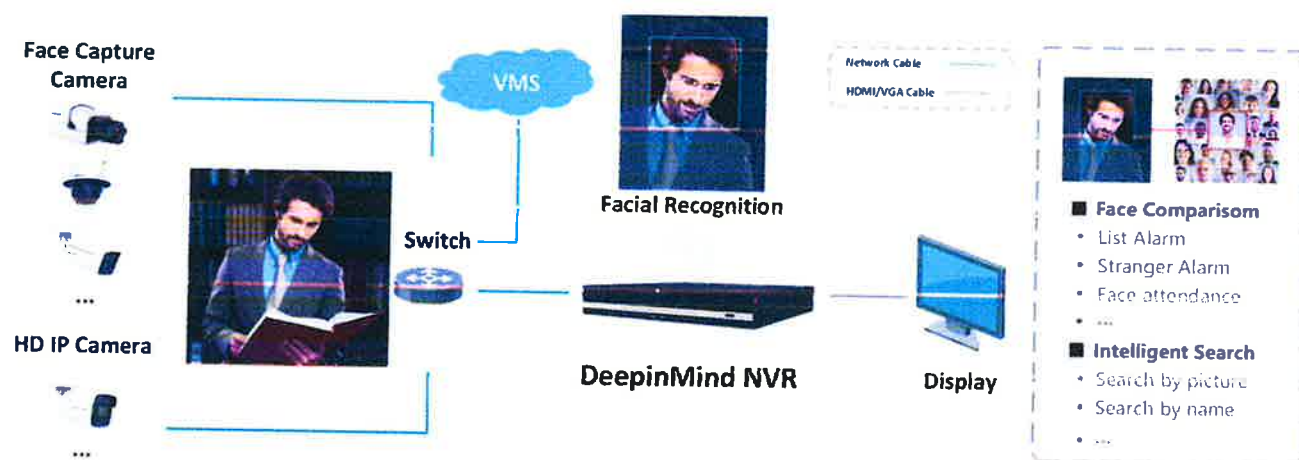 Face Capture
Camera
...
HD IP Camera
...
VMS
Switch
Facial Recognition
DeepinMind NVR
Display
Network Cable
HDMI/VGA Cable
■ Face Comparisom
• List Alarm
• Stranger Alarm
• Face attendance
• ...
■ Intelligent Search
• Search by picture
• Search by name
• ...